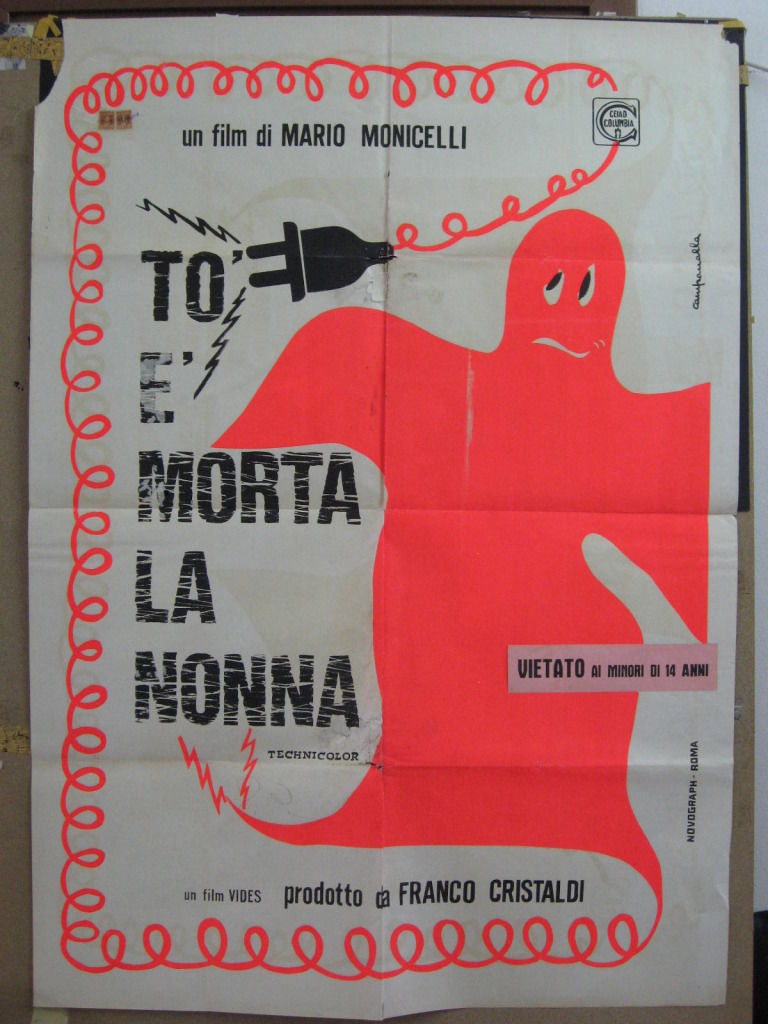 un film di MARIO MONICELLI
CEIAD
COLUMBIA
campanella
TO'
E'
MORTA
LA
NONNA
TECHNICOLOR
VIETATO AI MINORI DI 14 ANNI
NOVOGRAPH - ROMA
un film VIDES prodotto da FRANCO CRISTALDI